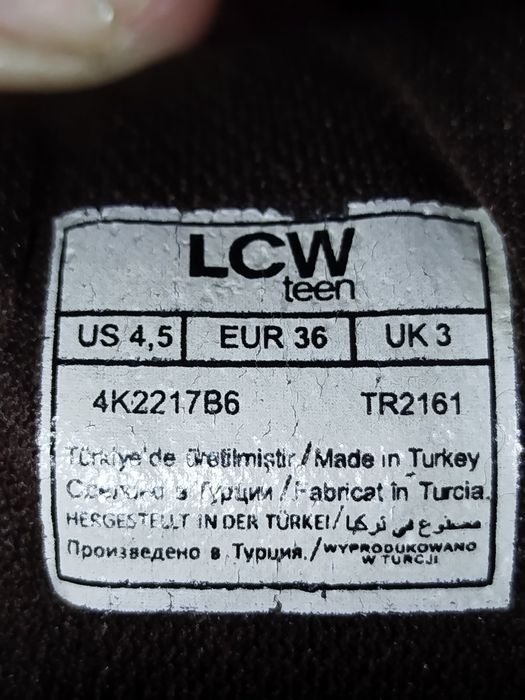 LCW
teen
US 4,5 EUR 36 UK 3
4K2217B6 TR2161
Türkiye'de üretilmiştir/Made in Turkey
в Турции/Fabricat în Turcia.
HERGESTELLT IN DER TÜRKEI/مصنوع في تركيا
Произведено в Турция./WYPRODUKOWANO
W TURCJI